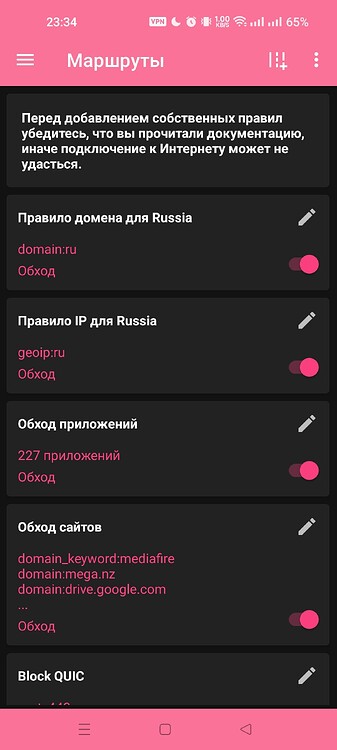 23:34
VPN
1.00
KB/S
65%
Маршруты
Перед добавлением собственных правил
убедитесь, что вы прочитали документацию,
иначе подключение к Интернету может не
удасться.
Правило домена для Russia
domain:ru
Обход
Правило IP для Russia
geoip:ru
Обход
Обход приложений
227 приложений
Обход
Обход сайтов
domain_keyword:mediafire
domain:mega.nz
domain:drive.google.com
...
Обход
Block QUIC